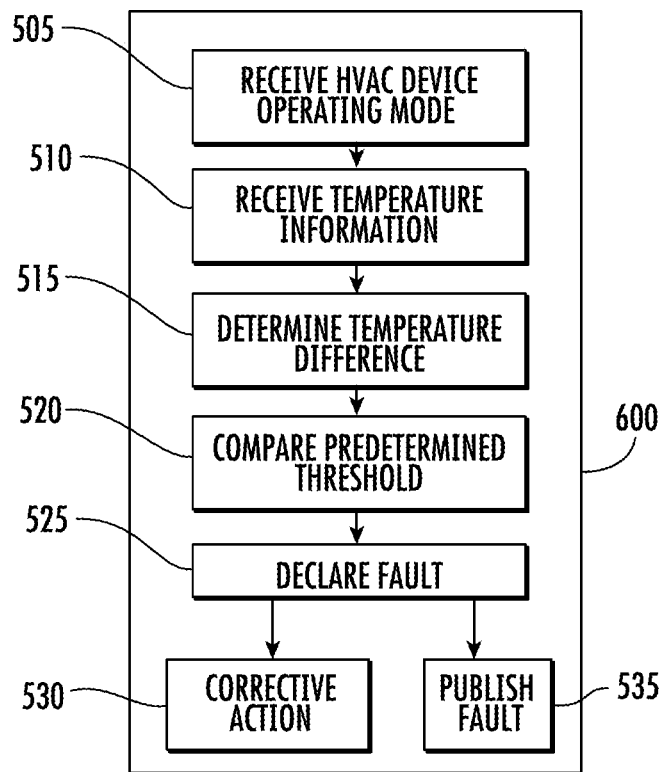 505
RECEIVE HVAC DEVICE
OPERATING MODE
510
RECEIVE TEMPERATURE
INFORMATION
515
DETERMINE TEMPERATURE
DIFFERENCE
520
COMPARE PREDETERMINED
THRESHOLD
600
525
DECLARE FAULT
530
CORRECTIVE
ACTION
PUBLISH
FAULT
535